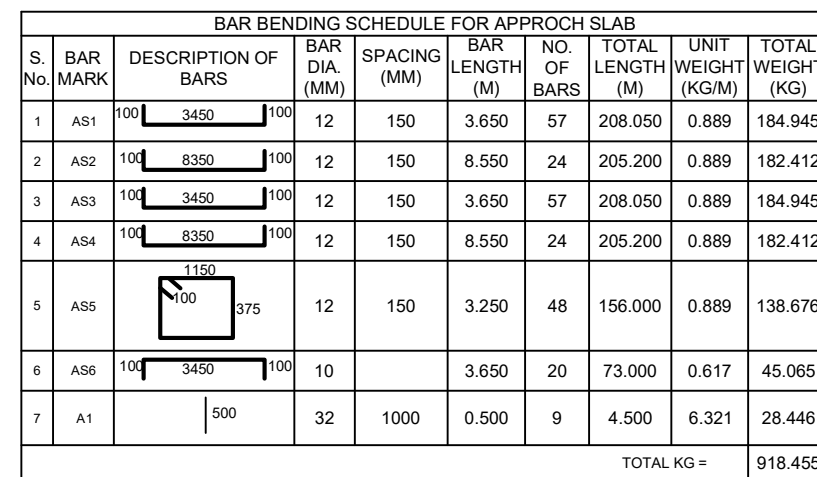 BAR BENDING SCHEDULE FOR APPROCH SLAB
S. No. BAR MARK DESCRIPTION OF BARS BAR DIA. (MM) SPACING (MM) BAR LENGTH (M) NO. OF BARS TOTAL LENGTH (M) UNIT WEIGHT (KG/M) TOTAL WEIGHT (KG)
1 AS1 100 3450 100 12 150 3.650 57 208.050 0.889 184.945
2 AS2 100 8350 100 12 150 8.550 24 205.200 0.889 182.412
3 AS3 100 3450 100 12 150 3.650 57 208.050 0.889 184.945
4 AS4 100 8350 100 12 150 8.550 24 205.200 0.889 182.412
5 AS5 1150 100 375 12 150 3.250 48 156.000 0.889 138.676
6 AS6 100 3450 100 10 3.650 20 73.000 0.617 45.065
7 A1 500 32 1000 0.500 9 4.500 6.321 28.446
TOTAL KG = 918.455